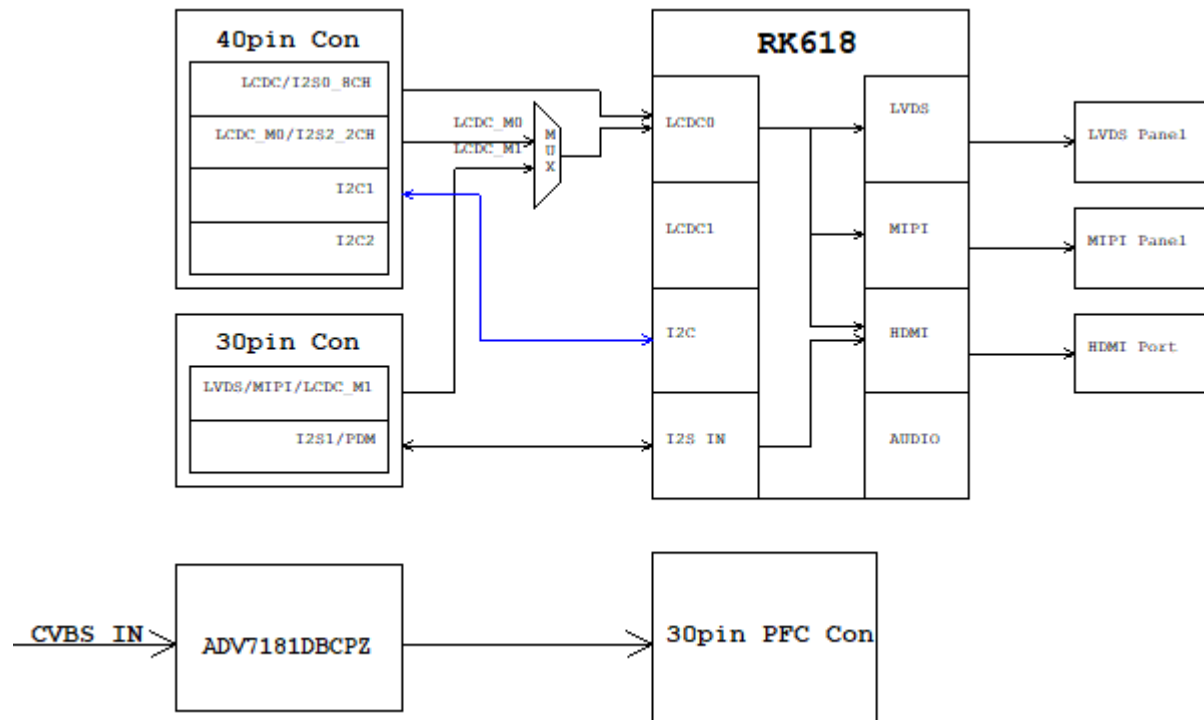 40pin Con
LCDC/I2S0_8CH
LCDC_M0/I2S2_2CH
I2C1
I2C2
30pin Con
LVDS/MIPI/LCDC_M1
I2S1/PDM
LCDC_M0
LCDC_M1
M
U
X
RK618
LCDC0
LCDC1
I2C
I2S IN
LVDS
MIPI
HDMI
AUDIO
LVDS Panel
MIPI Panel
HDMI Port
CVBS IN
ADV7181DBCPZ
30pin PFC Con